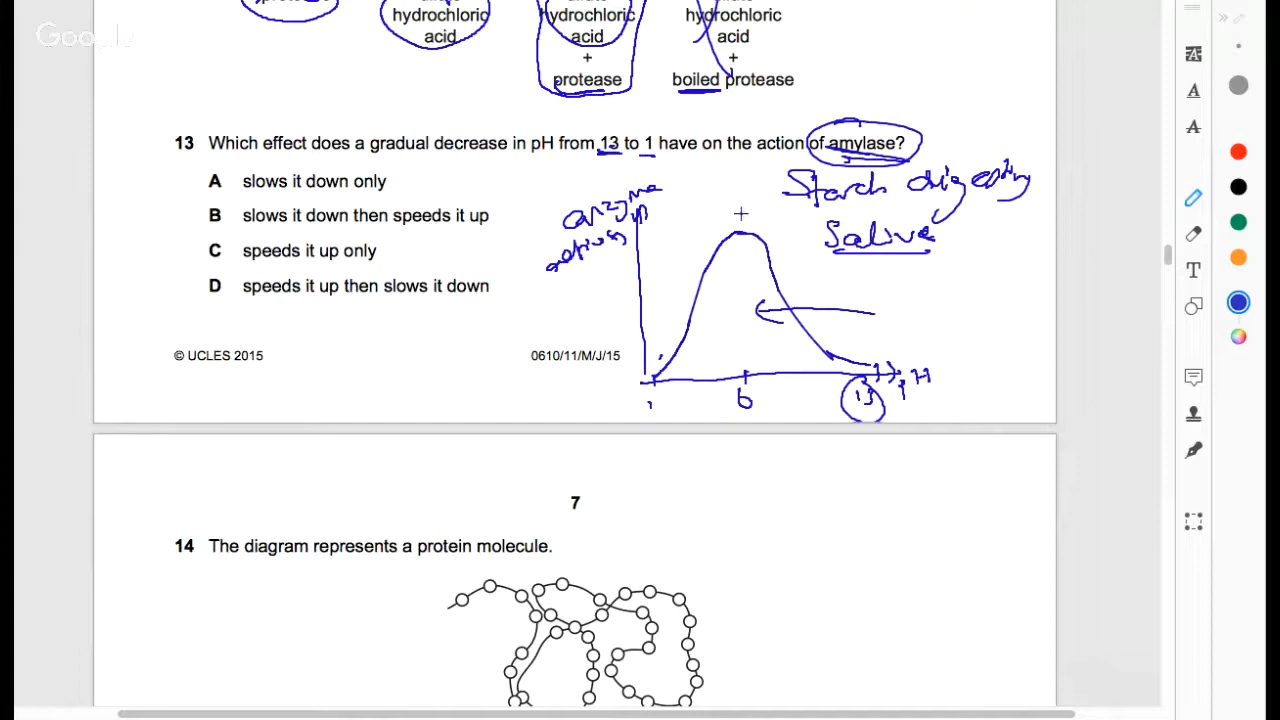 Google
hydrochloric hydrochloric hydrochloric
acid acid acid
+ +
protease boiled protease
13 Which effect does a gradual decrease in pH from 13 to 1 have on the action of amylase?
A slows it down only
B slows it down then speeds it up
C speeds it up only
D speeds it up then slows it down
Starch digesting
Saliva
enzyme
6
13
pH
© UCLES 2015 0610/11/M/J/15
7
14 The diagram represents a protein molecule.